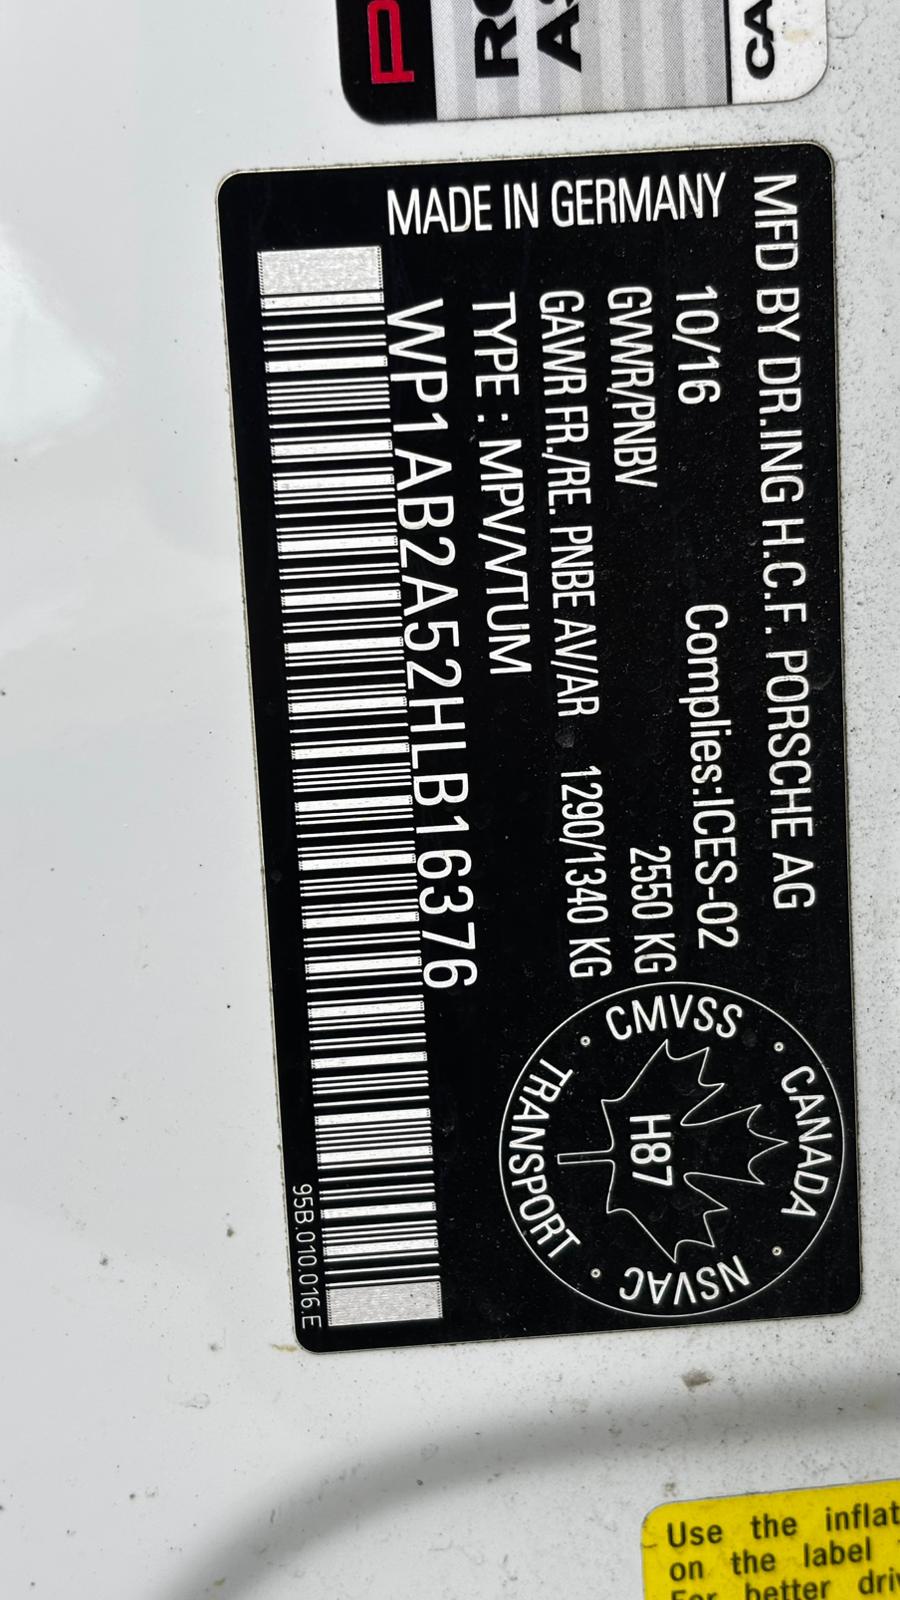 MFD BY DR.ING H.C.F. PORSCHE AG
10/16 Complies:ICES-02
GVWR/PNBV 2550 KG
GAWR FR./RE. PNBE AV/AR 1290/1340 KG
TYPE : MPV/VTUM
WP1AB2A52HLB16376
MADE IN GERMANY
CANADA
CMVSS
H87
NSVAC
TRANSPORT
95B.010.016.E
Use the
on the label
For better